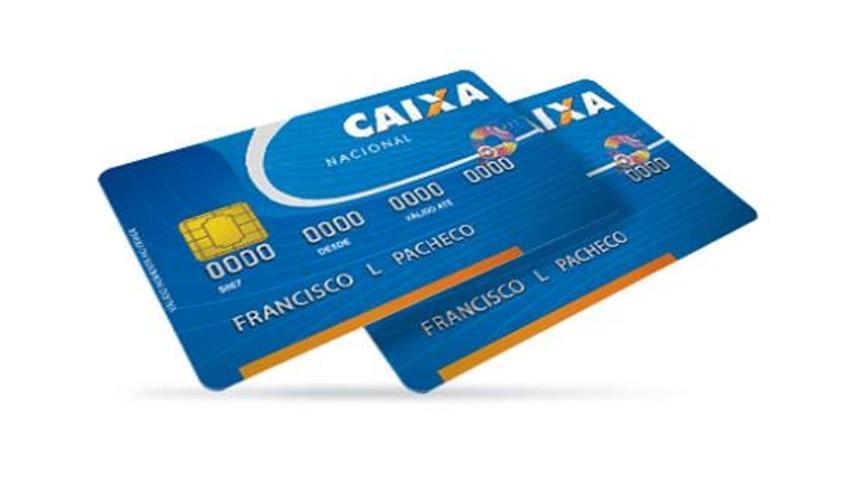 CAIXA
NACIONAL
0000 0000 0000 0000
DESDE
VÁLIDO ATÉ
FRANCISCO L PACHECO
IXA
0000
FRANCISCO L PACHECO